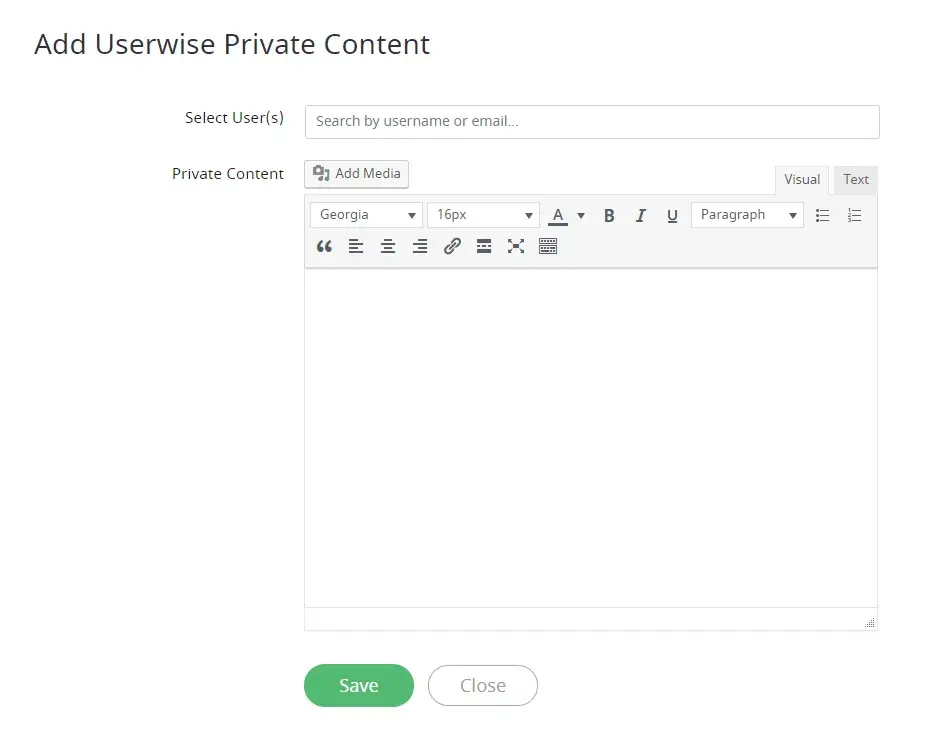 Add Userwise Private Content
Select User(s) Search by username or email...
Private Content Add Media Visual Text
Georgia 16px A B I U Paragraph
Save Close